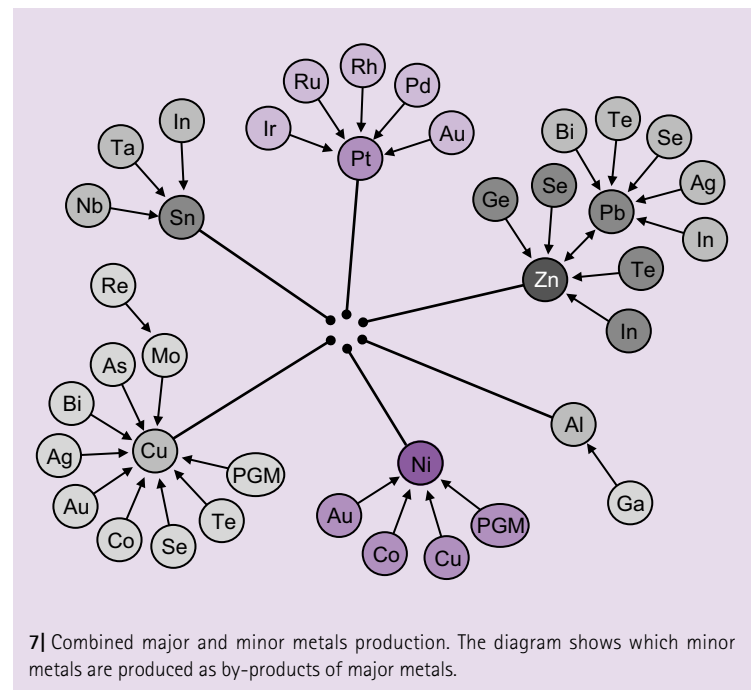 Rh
Ru
Pd
Ir
Au
Pt
In
Ta
Nb
Sn
Bi
Te
Se
Ag
In
Pb
Ge
Se
Zn
Te
In
Re
Mo
As
Bi
Cu
Ag
PGM
Au
Te
Co
Se
Ni
Au
PGM
Co
Cu
Al
Ga
7| Combined major and minor metals production. The diagram shows which minor
metals are produced as by-products of major metals.